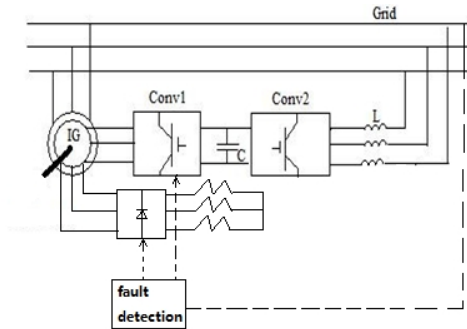 Grid
Conv1
Conv2
L
IG
C
fault
detection